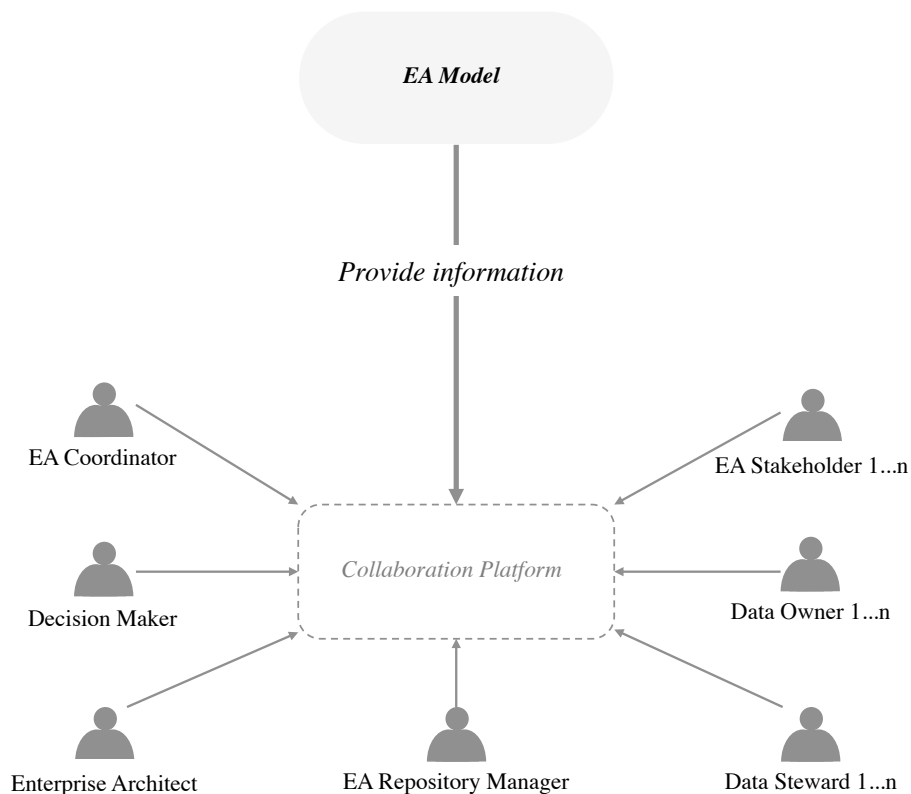 EA Model
Provide information
EA Coordinator
EA Stakeholder 1...n
Collaboration Platform
Decision Maker
Data Owner 1...n
Enterprise Architect
EA Repository Manager
Data Steward 1...n